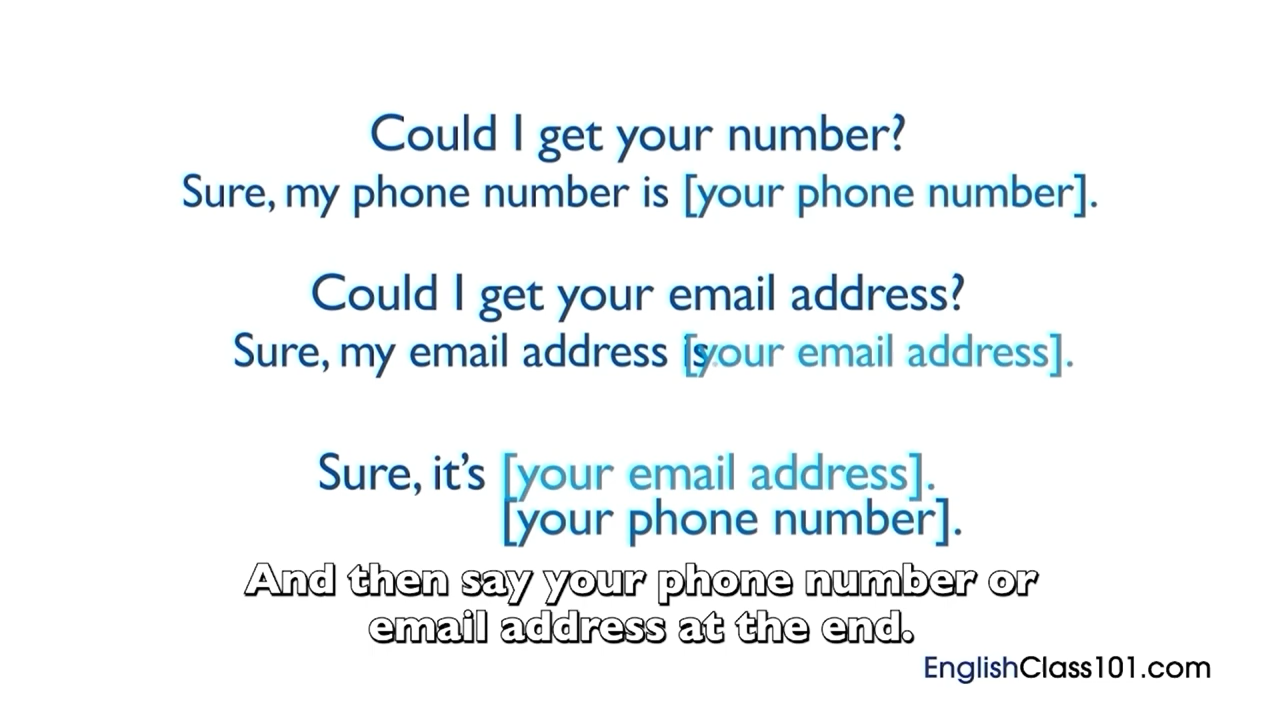 Could I get your number?
Sure, my phone number is [your phone number].
Could I get your email address?
Sure, my email address is [your email address].
Sure, it's [your email address].
[your phone number].
And then say your phone number or
email address at the end.
EnglishClass101.com